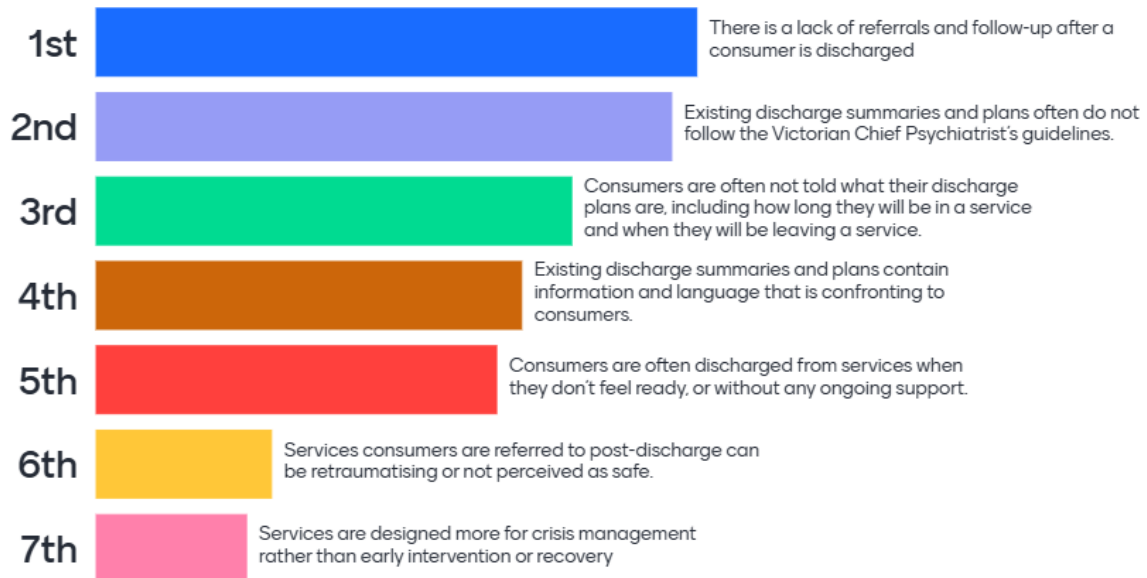 1st
There is a lack of referrals and follow-up after a
consumer is discharged
2nd
Existing discharge summaries and plans often do not
follow the Victorian Chief Psychiatrist's guidelines.
3rd
Consumers are often not told what their discharge
plans are, including how long they will be in a service
and when they will be leaving a service.
4th
Existing discharge summaries and plans contain
information and language that is confronting to
consumers.
5th
Consumers are often discharged from services when
they don't feel ready, or without any ongoing support.
6th
Services consumers are referred to post-discharge can
be retraumatising or not perceived as safe.
7th
Services are designed more for crisis management
rather than early intervention or recovery